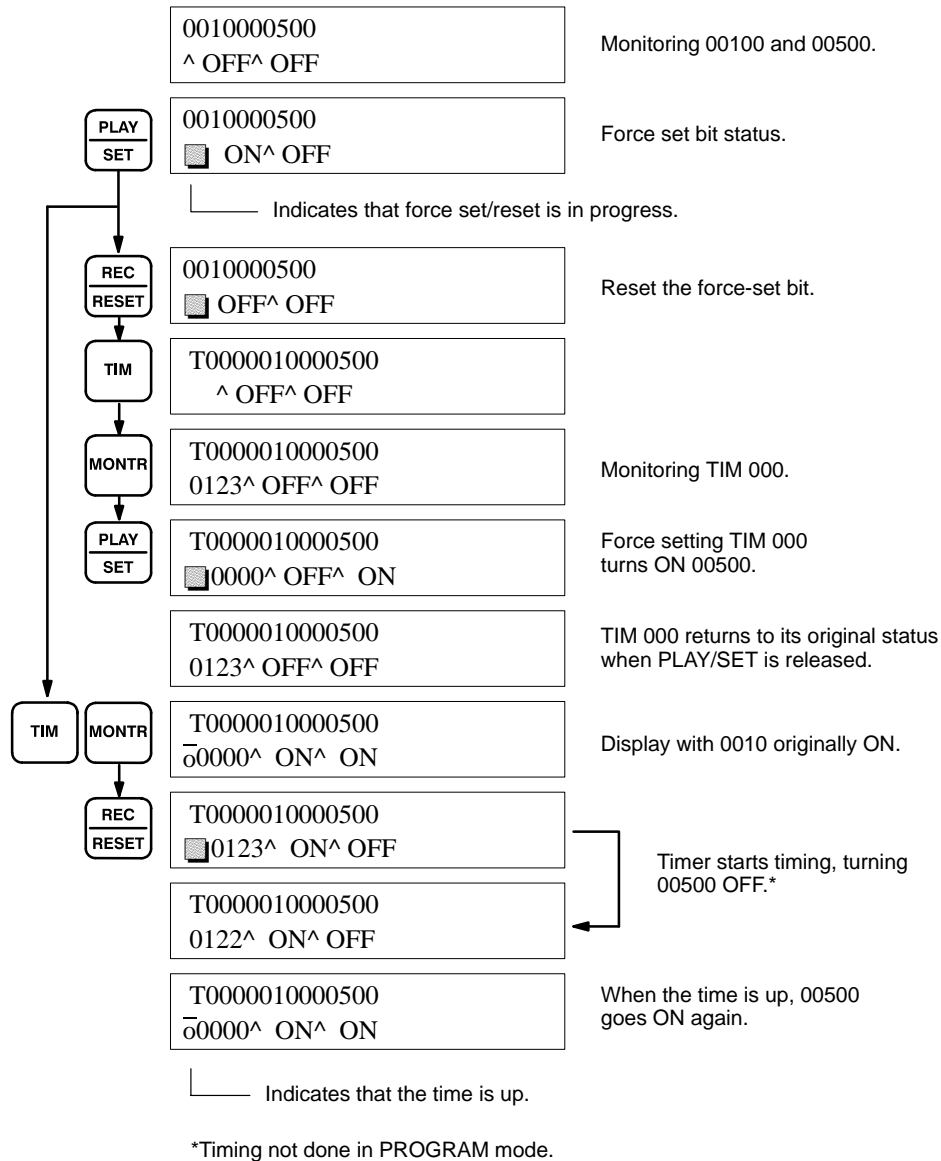 0010000500
^ OFF^ OFF
Monitoring 00100 and 00500.
PLAY
SET
0010000500
ON^ OFF
Force set bit status.
Indicates that force set/reset is in progress.
REC
RESET
0010000500
OFF^ OFF
Reset the force-set bit.
TIM
T0000010000500
^ OFF^ OFF
MONTR
T0000010000500
0123^ OFF^ OFF
Monitoring TIM 000.
PLAY
SET
T0000010000500
0000^ OFF^ ON
Force setting TIM 000
turns ON 00500.
T0000010000500
0123^ OFF^ OFF
TIM 000 returns to its original status
when PLAY/SET is released.
TIM
MONTR
T0000010000500
o̅0000^ ON^ ON
Display with 0010 originally ON.
REC
RESET
T0000010000500
0123^ ON^ OFF
Timer starts timing, turning
00500 OFF.*
T0000010000500
0122^ ON^ OFF
T0000010000500
o̅0000^ ON^ ON
When the time is up, 00500
goes ON again.
Indicates that the time is up.
*Timing not done in PROGRAM mode.